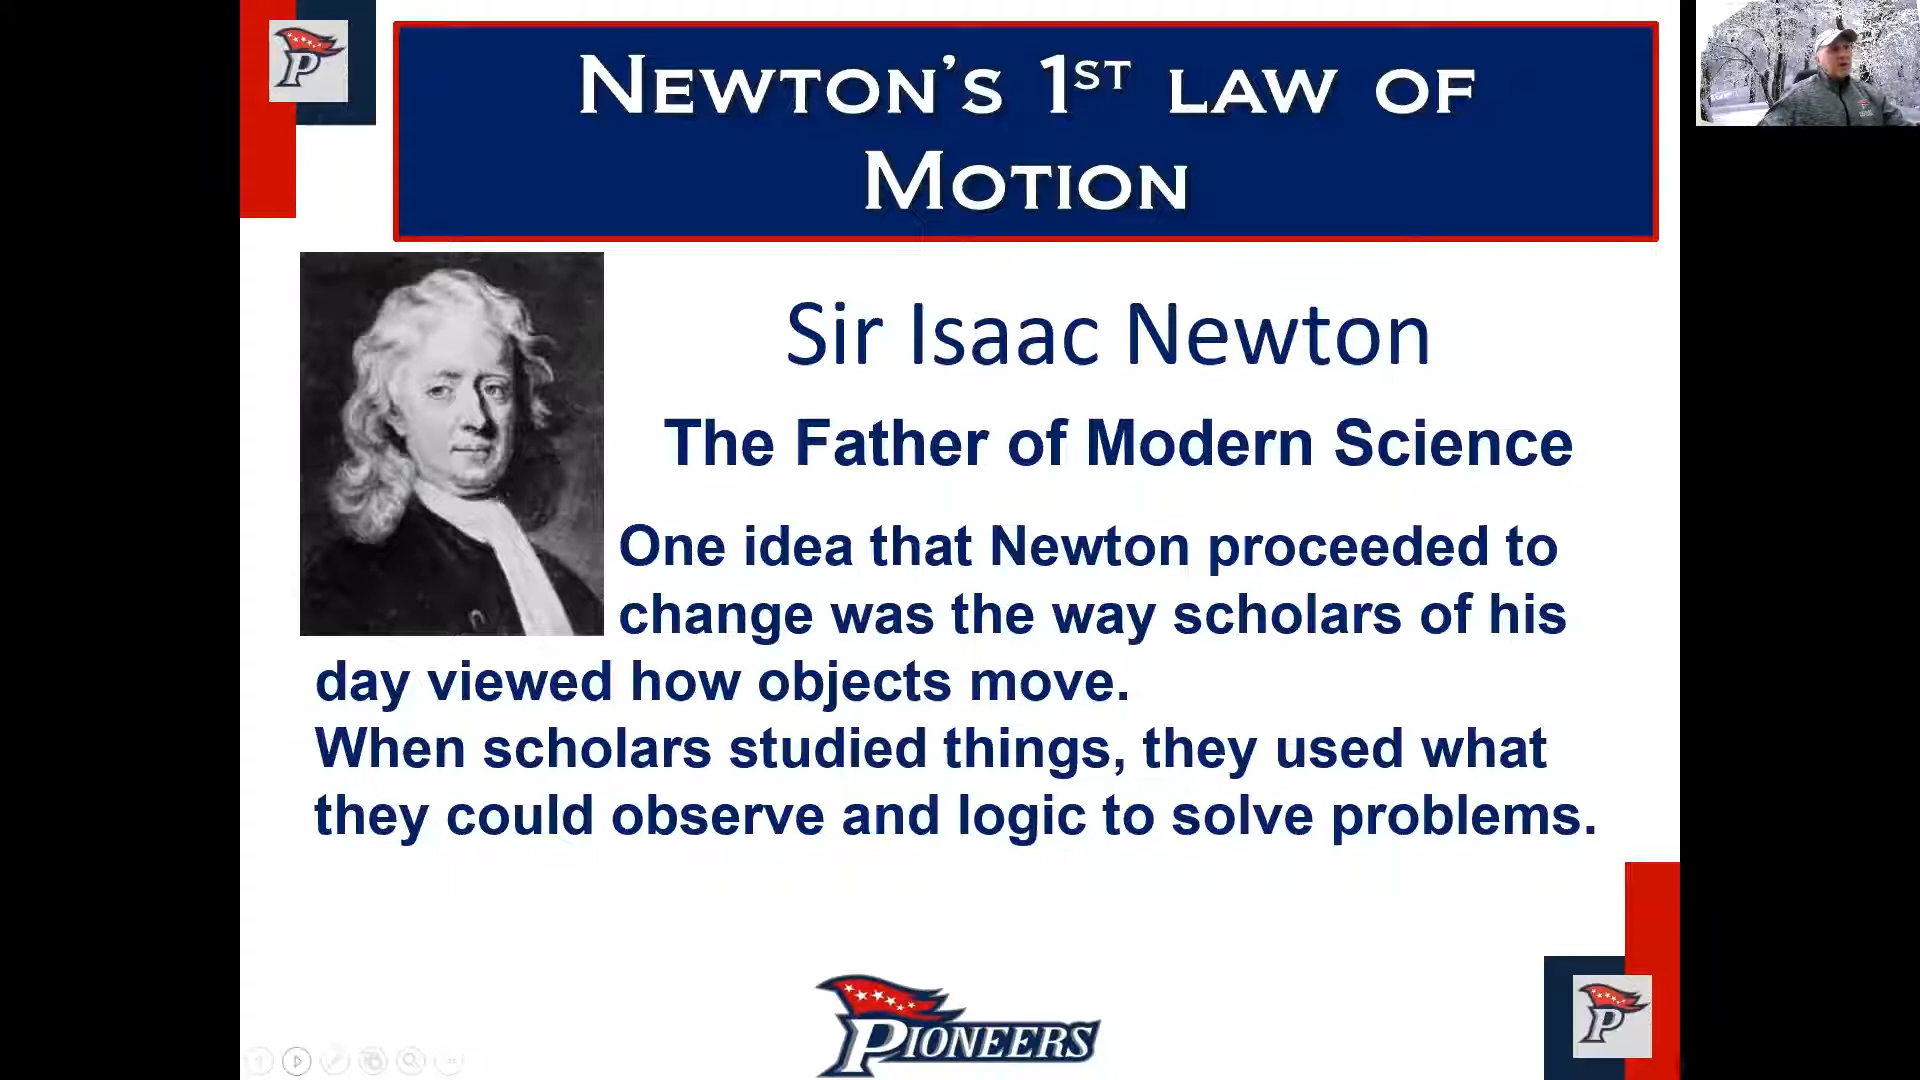 P
NEWTON'S 1ST LAW OF
MOTION
Sir Isaac Newton
The Father of Modern Science
One idea that Newton proceeded to
change was the way scholars of his
day viewed how objects move.
When scholars studied things, they used what
they could observe and logic to solve problems.
PIONEERS
P